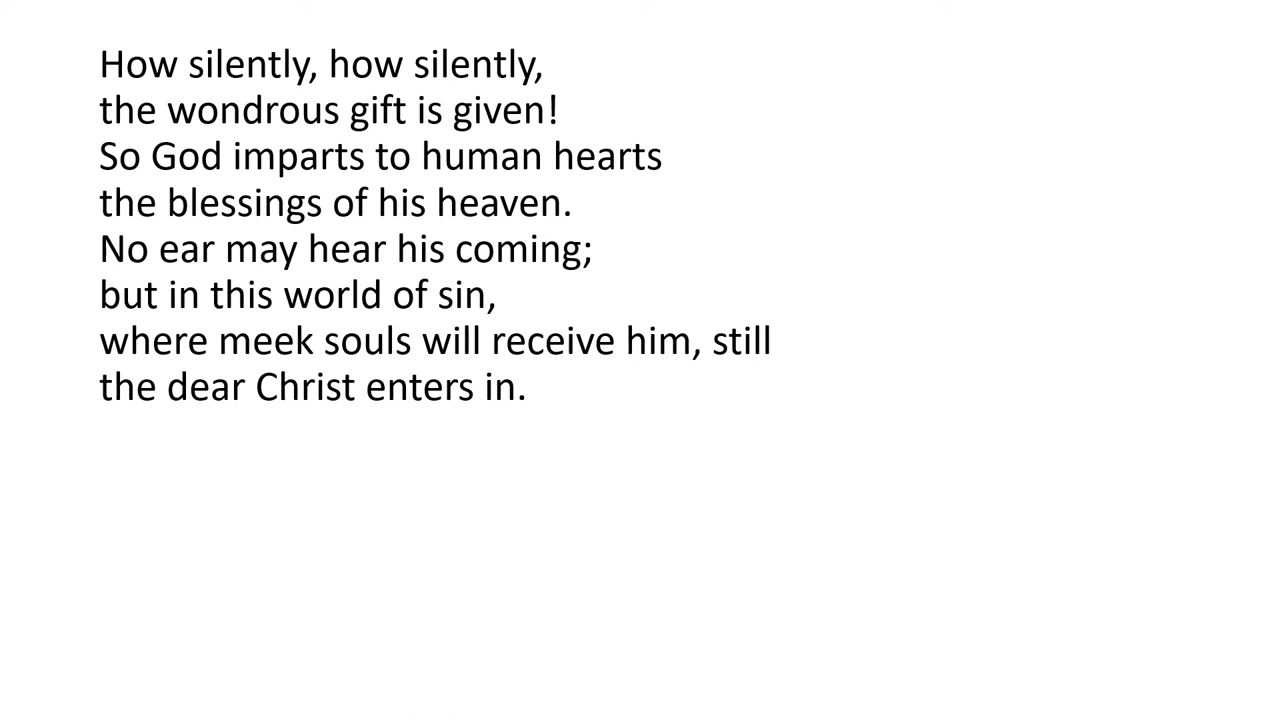 How silently, how silently,
the wondrous gift is given!
So God imparts to human hearts
the blessings of his heaven.
No ear may hear his coming;
but in this world of sin,
where meek souls will receive him, still
the dear Christ enters in.